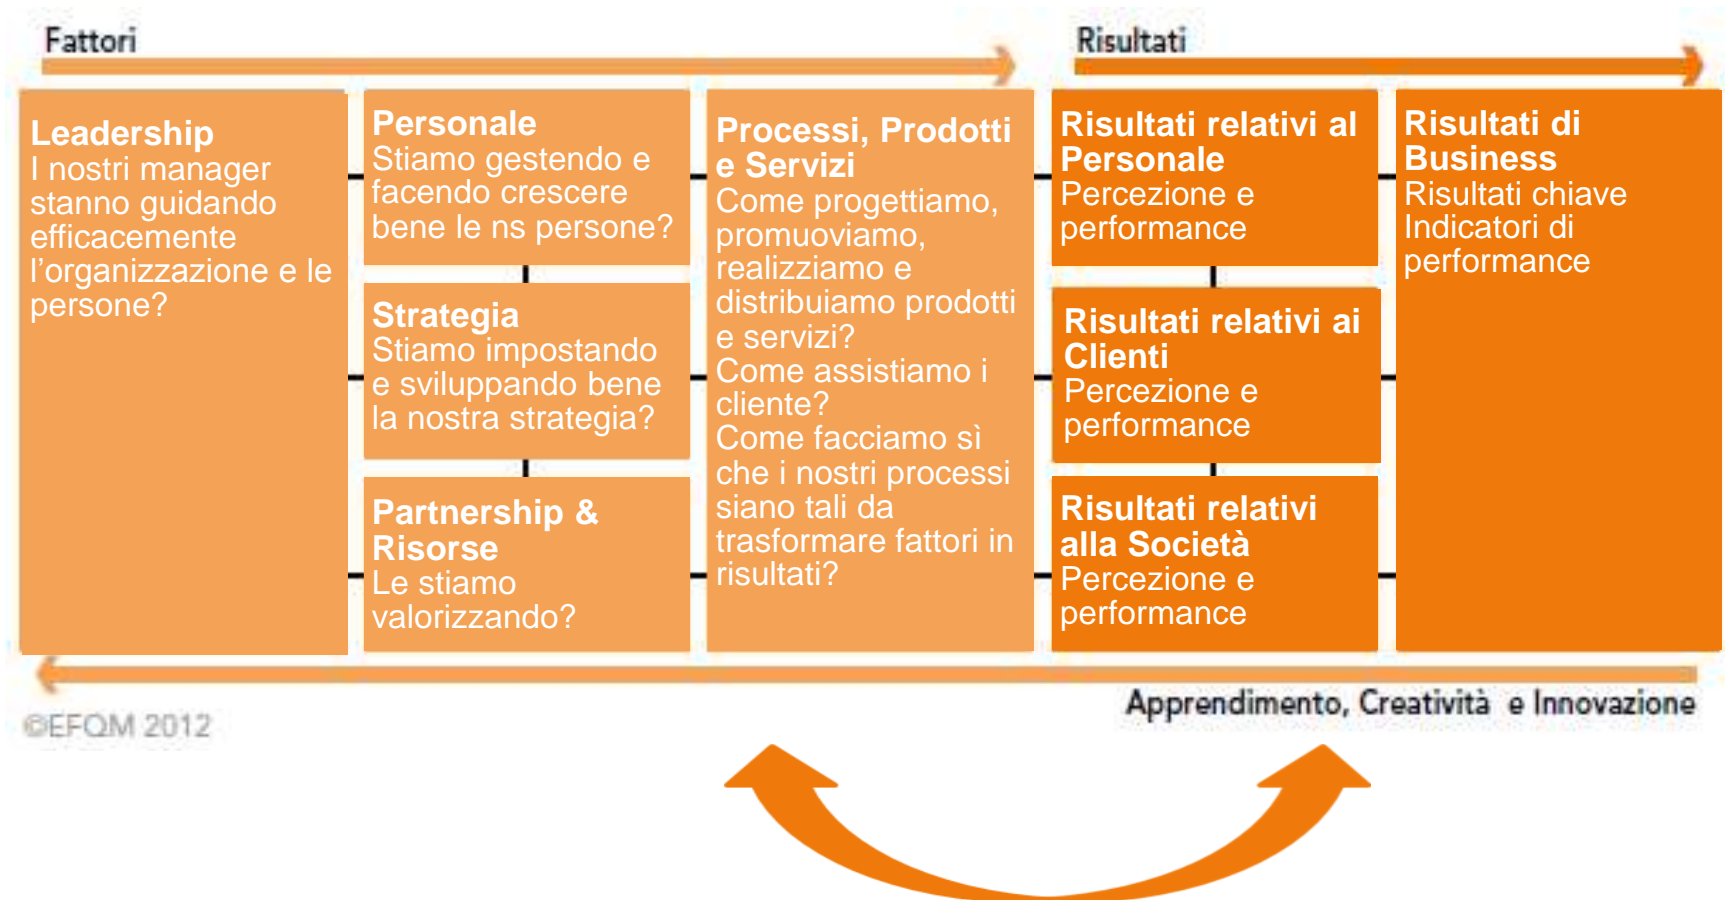 Fattori
Risultati
Leadership
I nostri manager
stanno guidando
efficacemente
l’organizzazione e le
persone?
Personale
Stiamo gestendo e
facendo crescere
bene le ns persone?
Strategia
Stiamo impostando
e sviluppando bene
la nostra strategia?
Partnership &
Risorse
Le stiamo
valorizzando?
Processi, Prodotti
e Servizi
Come progettiamo,
promuoviamo,
realizziamo e
distribuiamo prodotti
e servizi?
Come assistiamo i
cliente?
Come facciamo sì
che i nostri processi
siano tali da
trasformare fattori in
risultati?
Risultati relativi al
Personale
Percezione e
performance
Risultati relativi ai
Clienti
Percezione e
performance
Risultati relativi
alla Società
Percezione e
performance
Risultati di
Business
Risultati chiave
Indicatori di
performance
Apprendimento, Creatività e Innovazione
©EFQM 2012